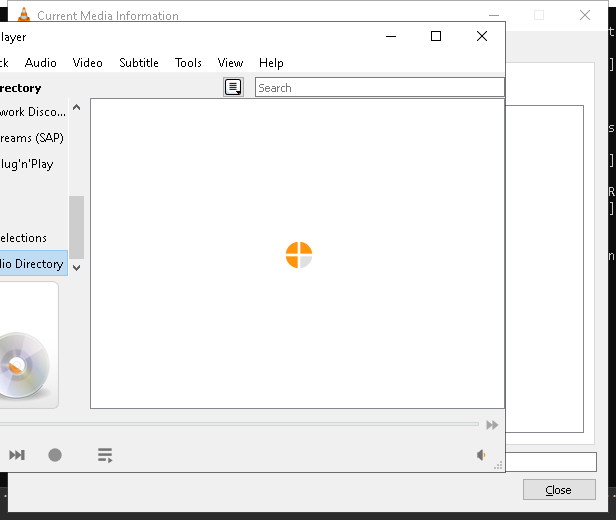 Current Media Information
layer
ck Audio Video Subtitle Tools View Help
rectory
Search
work Disco...
reams (SAP)
lug'n'Play
elections
dio Directory
Close
t
]
s
]
R
]
n